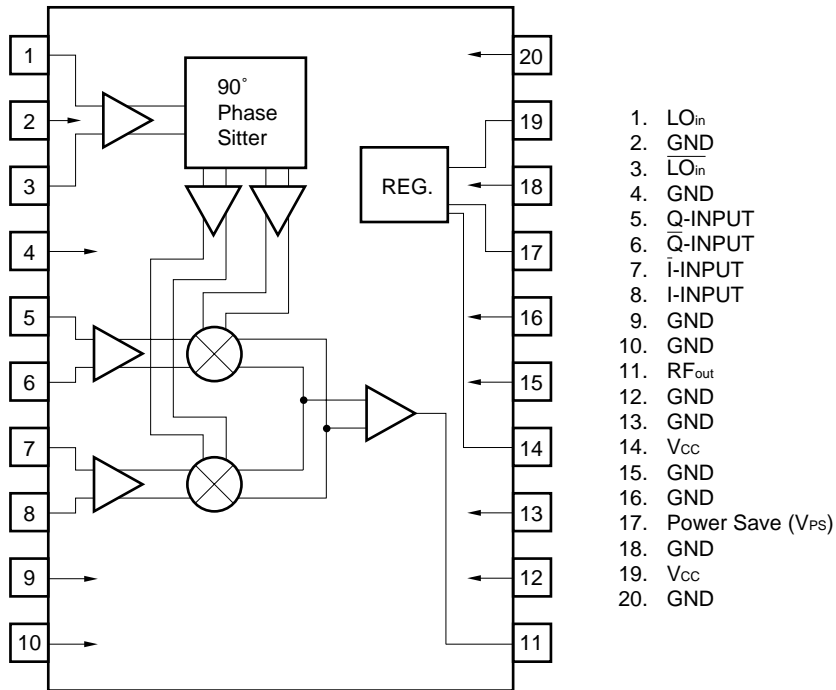 1
2
3
4
5
6
7
8
9
10
90°
Phase
Sitter
REG.
20
19
18
17
16
15
14
13
12
11
1. LOin
2. GND
3. L̅O̅i̅n̅
4. GND
5. Q-INPUT
6. Q̅-INPUT
7. I̅-INPUT
8. I-INPUT
9. GND
10. GND
11. RFout
12. GND
13. GND
14. VCC
15. GND
16. GND
17. Power Save (VPS)
18. GND
19. VCC
20. GND